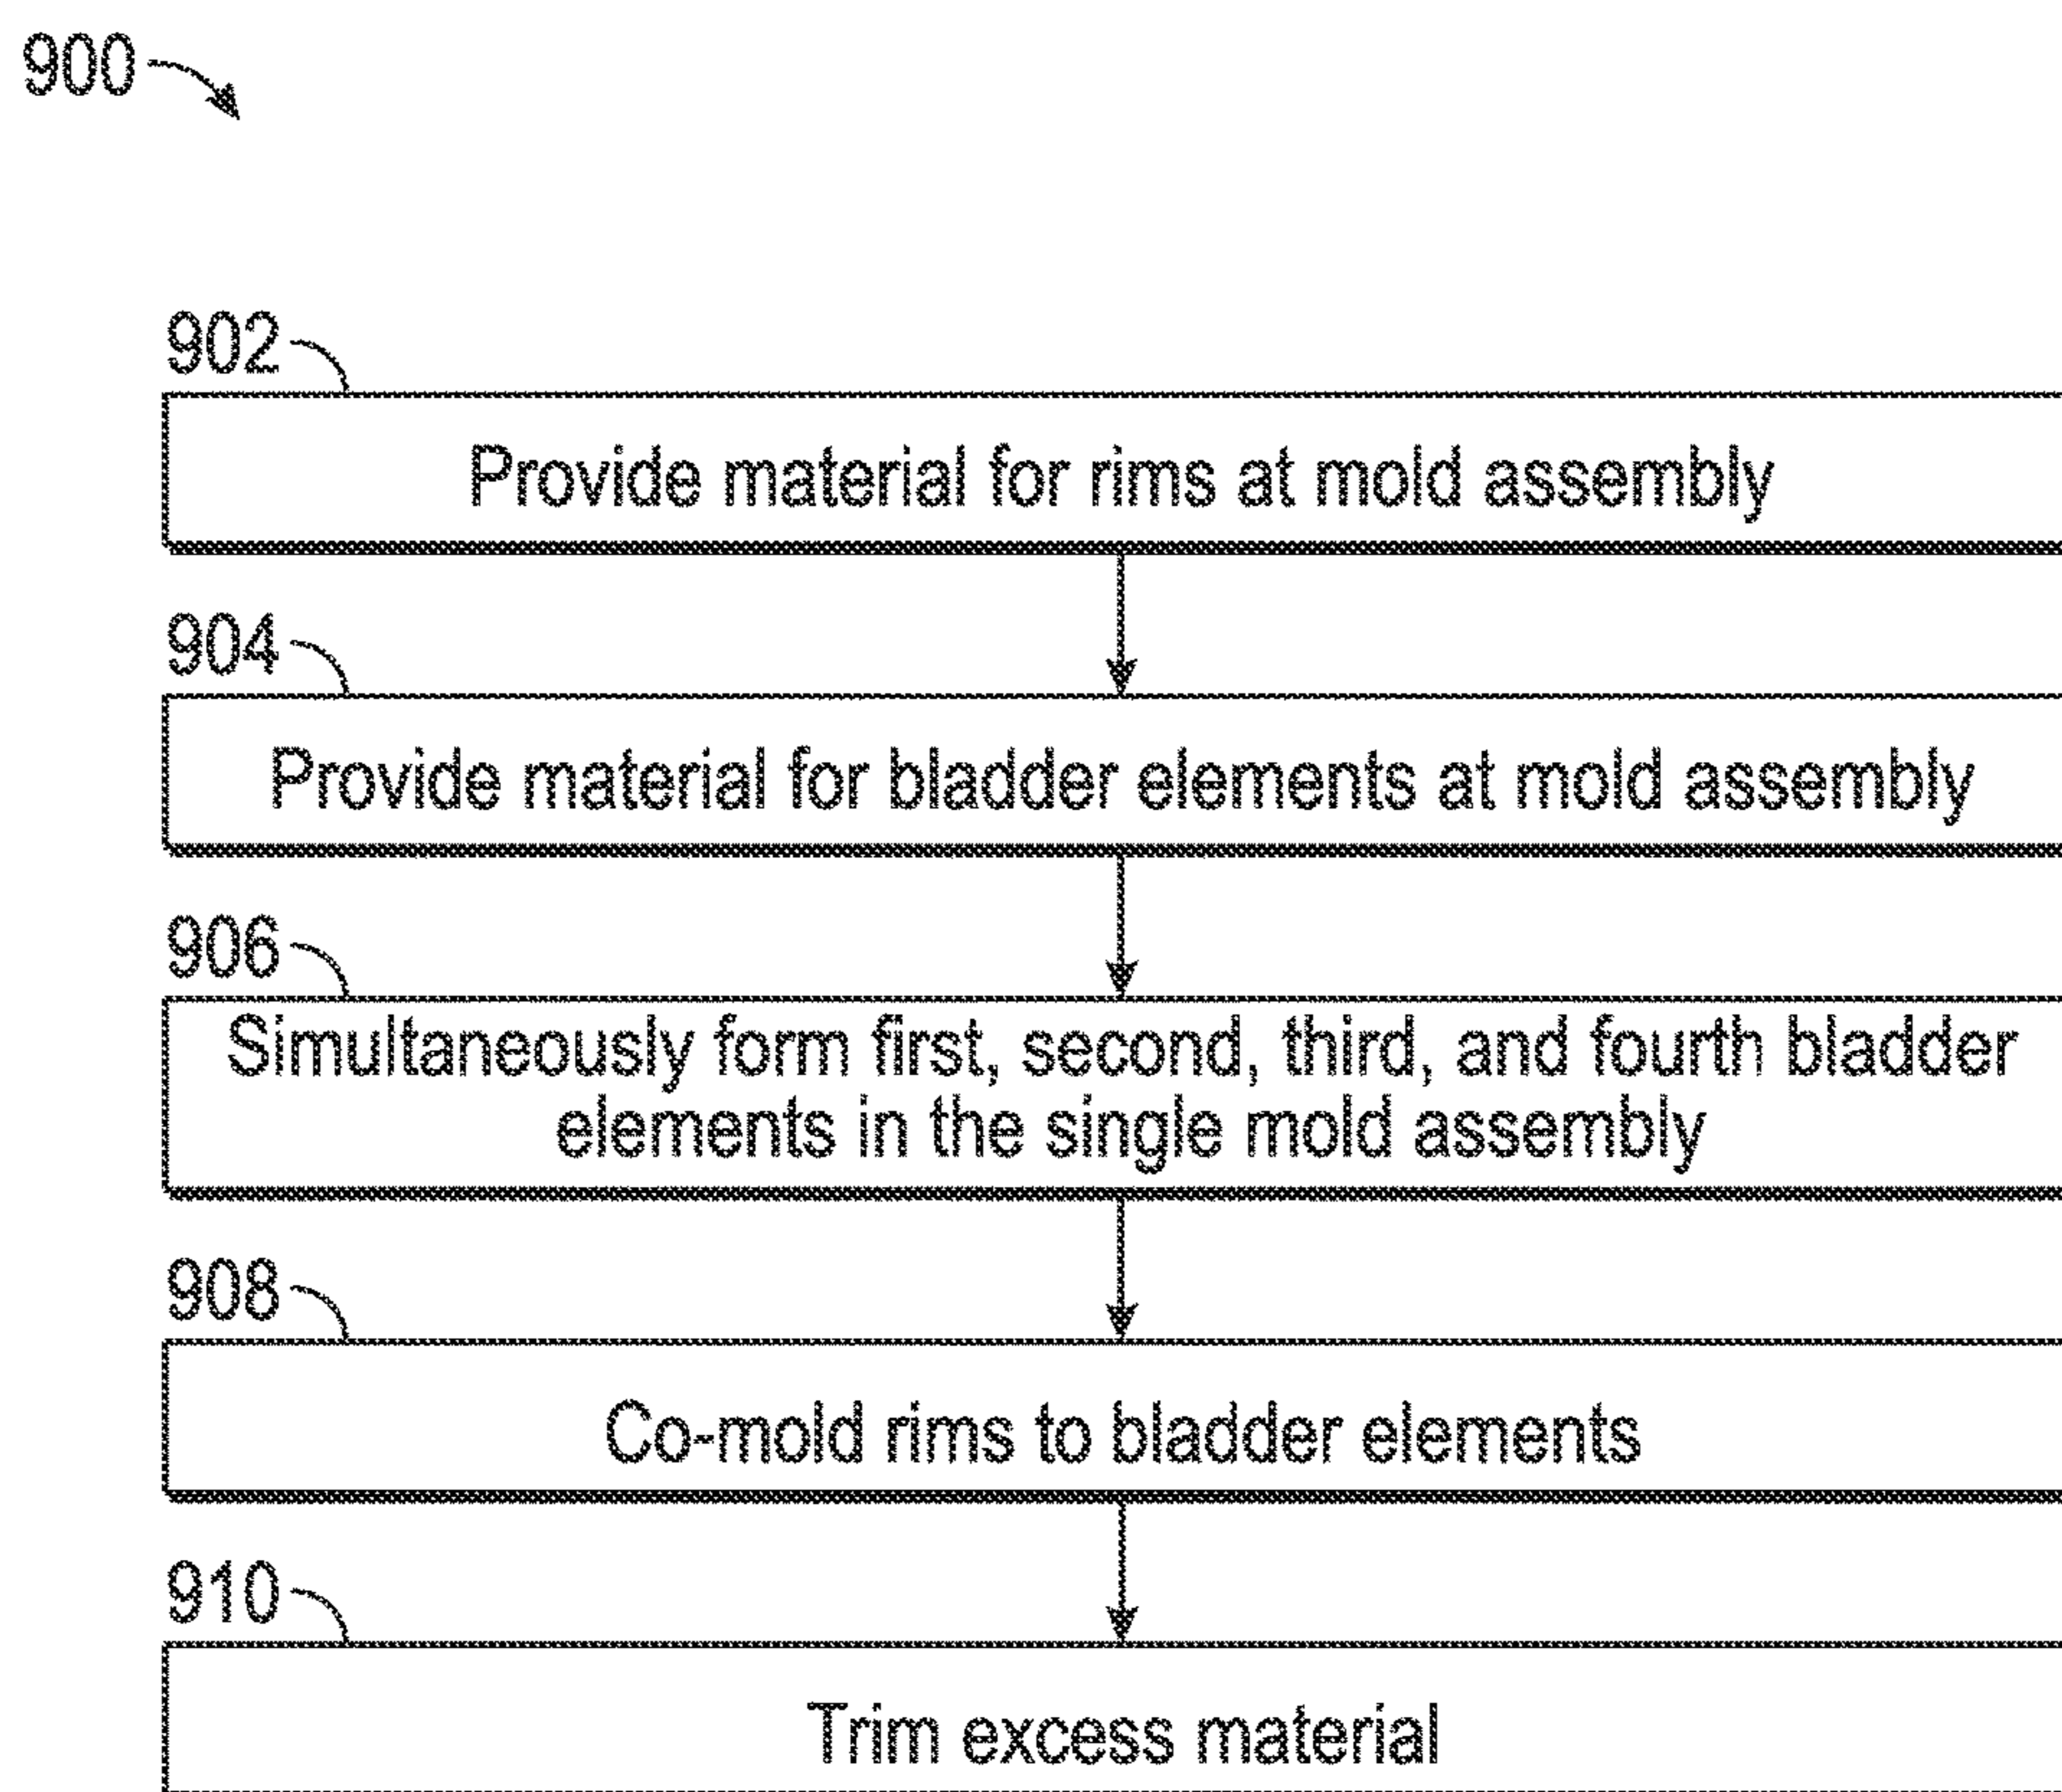 900
902
Provide material for rims at mold assembly
904
Provide material for bladder elements at mold assembly
906
Simultaneously form first, second, third, and fourth bladder
elements in the single mold assembly
908
Co-mold rims to bladder elements
910
Trim excess material